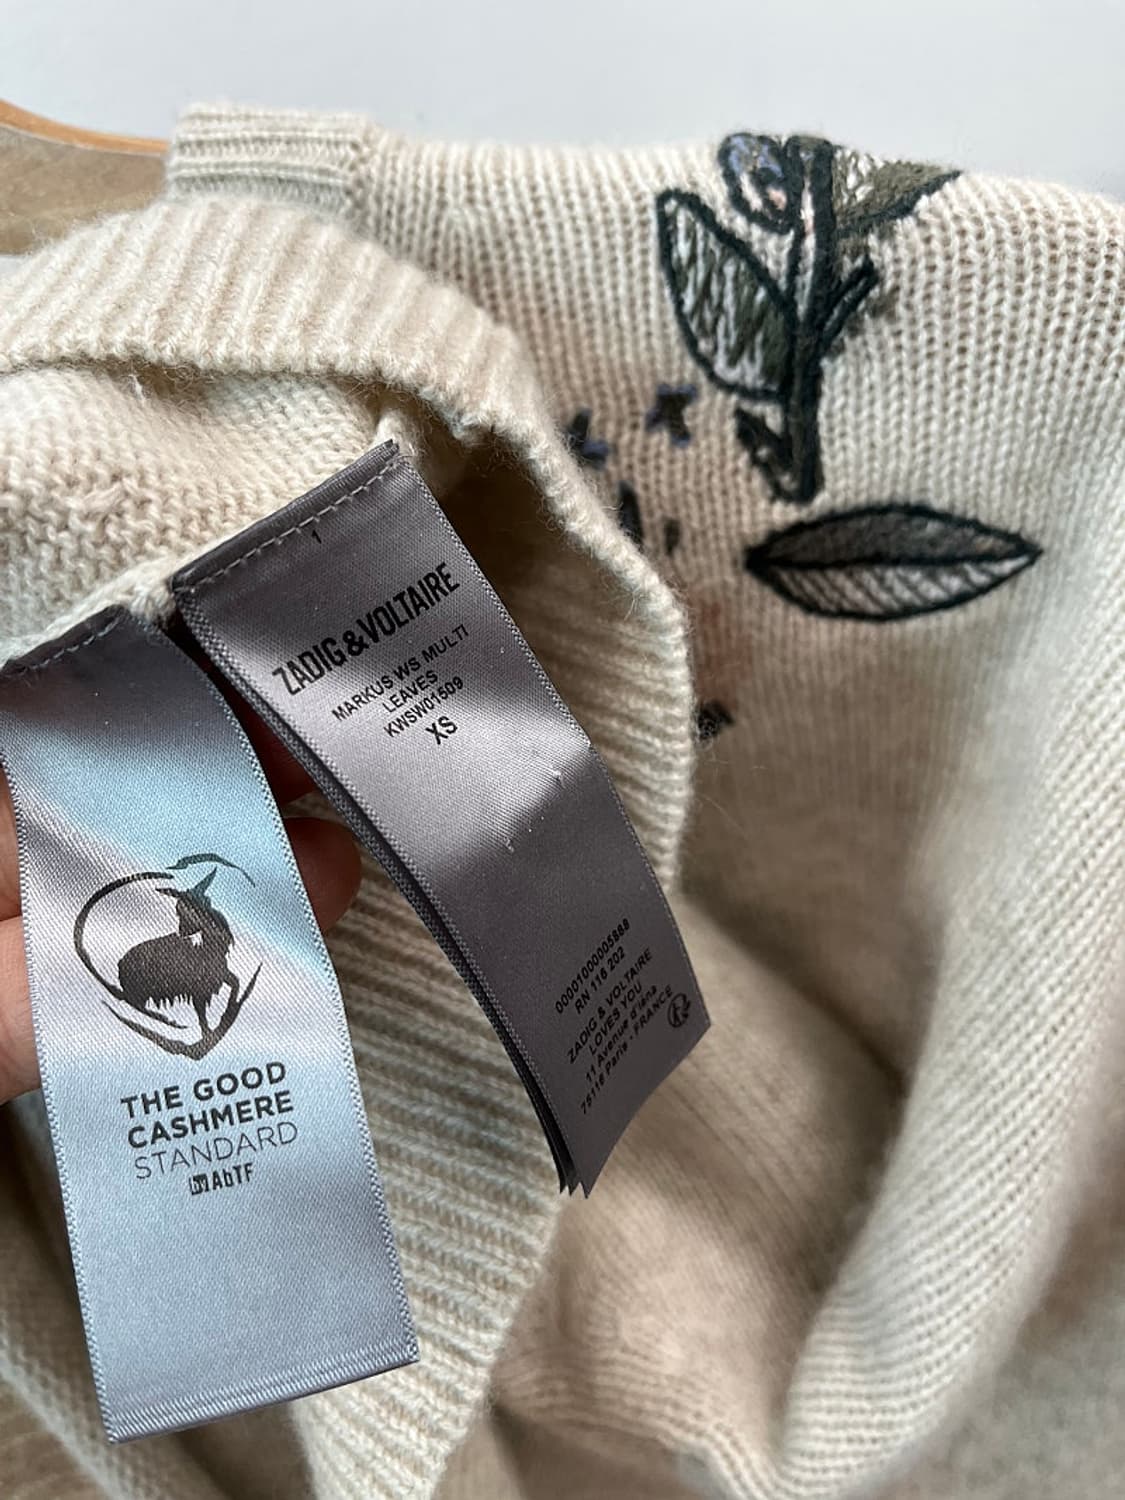 1
ZADIG&VOLTAIRE
MARKUS WS MULTI
LEAVES
KWSW01509
XS
00001000005888
RN 116 202
ZADIG & VOLTAIRE
LOVES YOU
11 Avenue d'Iéna
75116 Paris - FRANCE
THE GOOD
CASHMERE
STANDARD
by AbTF